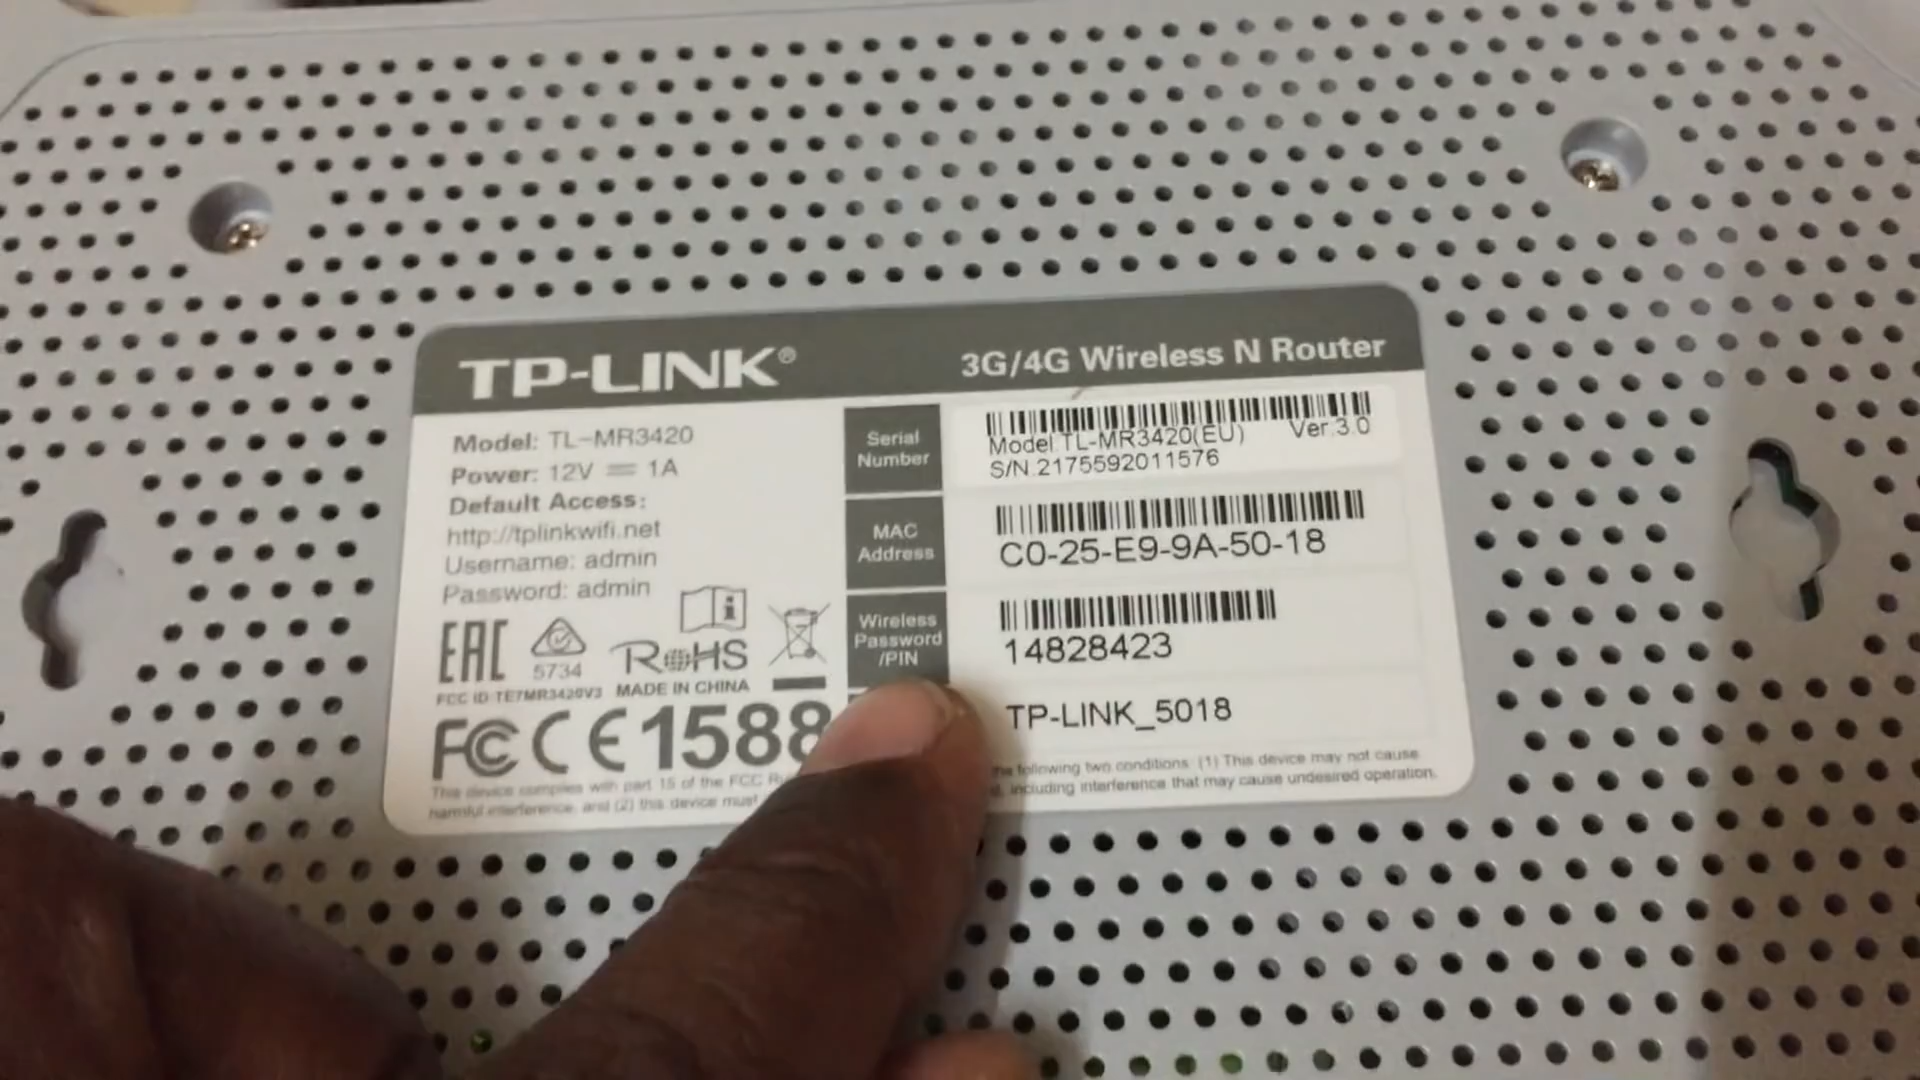 TP-LINK®
3G/4G Wireless N Router
Model: TL-MR3420
Power: 12V ⎓ 1A
Default Access:
http://tplinkwifi.net
Username: admin
Password: admin
EAC
5734
RoHS
FCC ID:TE7MR3420V3 MADE IN CHINA
FC CE1588
This device complies with part 15 of the FCC
harmful interference, and (2) this device must
Serial
Number
Model:TL-MR3420(EU) Ver:3.0
S/N:2175592011576
MAC
Address
C0-25-E9-9A-50-18
Wireless
Password
/PIN
14828423
TP-LINK_5018
following two conditions: (1) This device may not cause
including interference that may cause undesired operation.